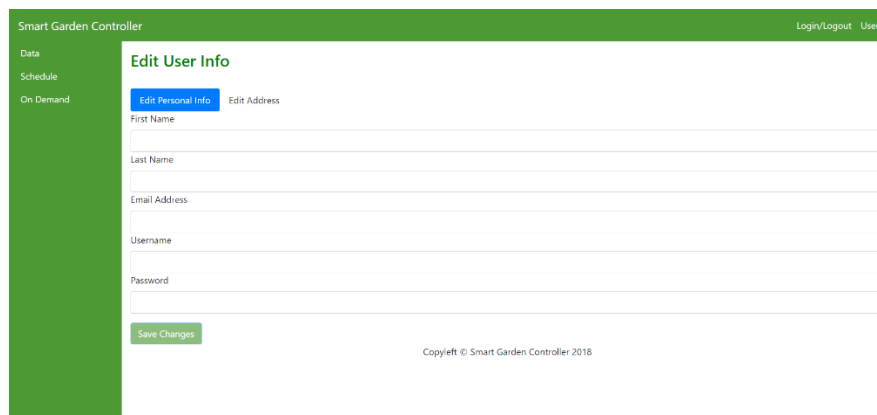 Smart Garden Controller Login/Logout User
Data
Schedule
On Demand
Edit User Info
Edit Personal Info Edit Address
First Name
Last Name
Email Address
Username
Password
Save Changes
Copyleft © Smart Garden Controller 2018